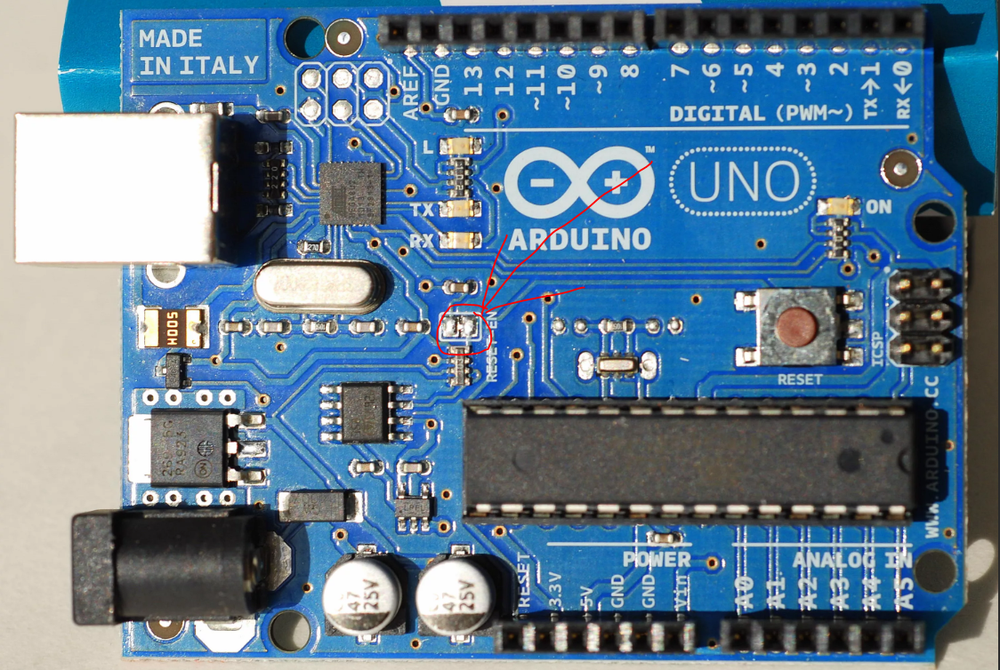 MADE
IN ITALY
AREF
GND
13
12
~11
~10
~9
8
7
~6
~5
4
~3
2
TX→1
RX←0
DIGITAL (PWM~)
L
TX
RX
ARDUINO
TM
UNO
ON
RESET-EN
ICSP
RESET
WWW.ARDUINO.CC
47
25V
47
25V
POWER
ANALOG IN
RESET
3.3V
5V
GND
GND
Vin
A0
A1
A2
A3
A4
A5